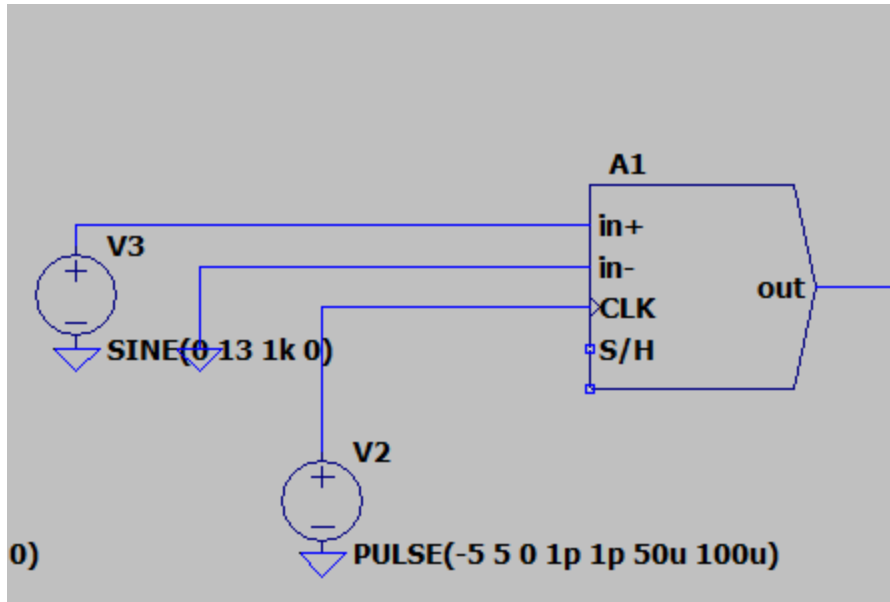 A1
in+
V3
in-
out
CLK
SINE(0 13 1k 0)
S/H
V2
0)
PULSE(-5 5 0 1p 1p 50u 100u)